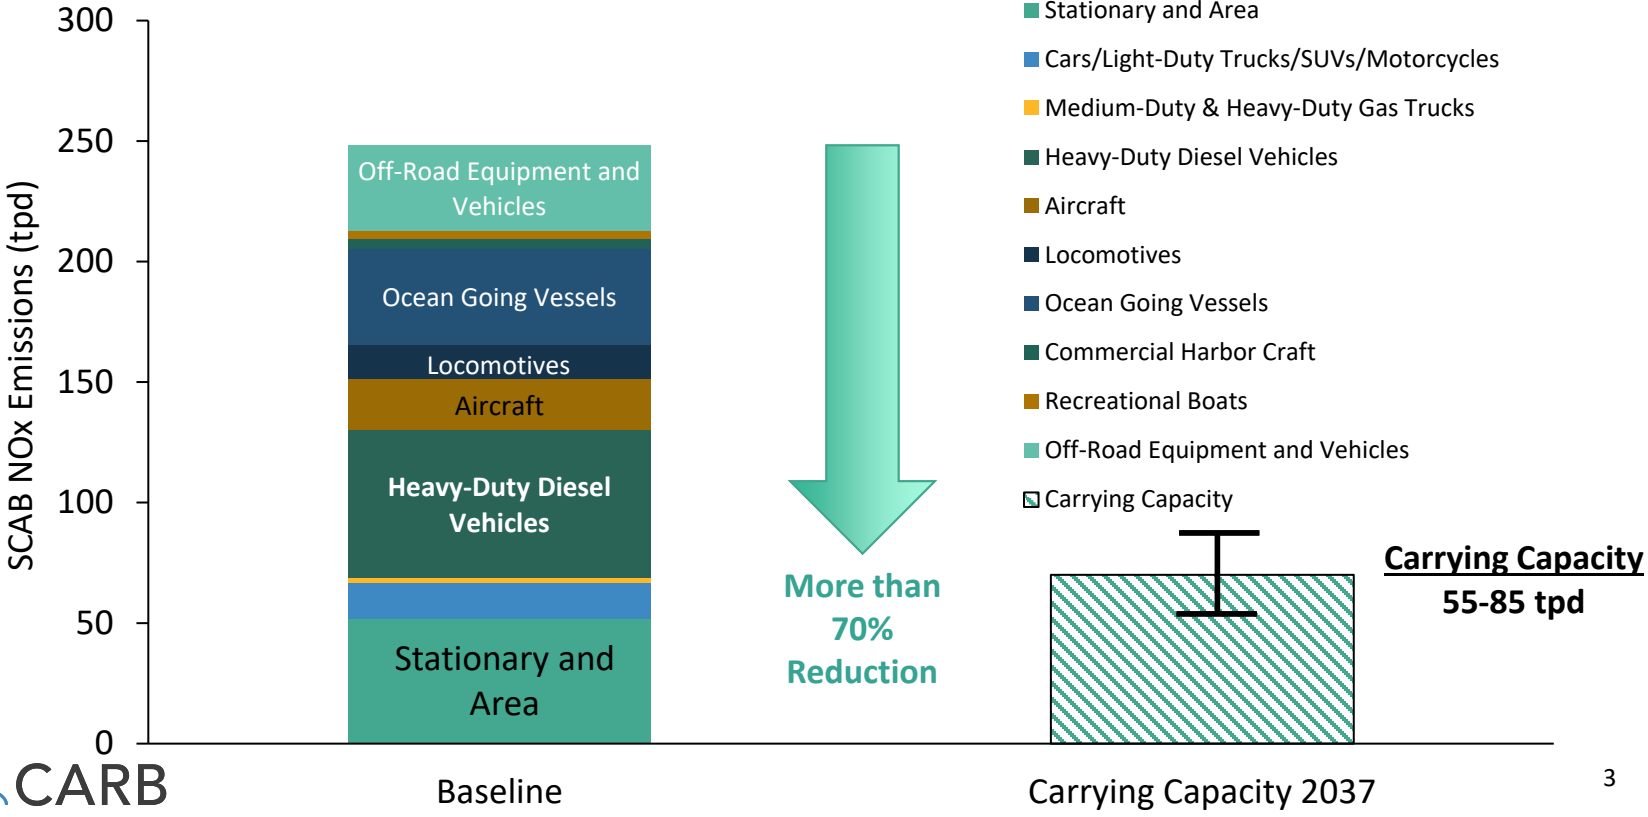 300
250
200
150
100
50
0
SCAB NOx Emissions (tpd)
Off-Road Equipment and
Vehicles
Ocean Going Vessels
Locomotives
Aircraft
Heavy-Duty Diesel
Vehicles
Stationary and
Area
Baseline
More than
70%
Reduction
Stationary and Area
Cars/Light-Duty Trucks/SUVs/Motorcycles
Medium-Duty & Heavy-Duty Gas Trucks
Heavy-Duty Diesel Vehicles
Aircraft
Locomotives
Ocean Going Vessels
Commercial Harbor Craft
Recreational Boats
Off-Road Equipment and Vehicles
Carrying Capacity
Carrying Capacity
55-85 tpd
Carrying Capacity 2037
CARB
3